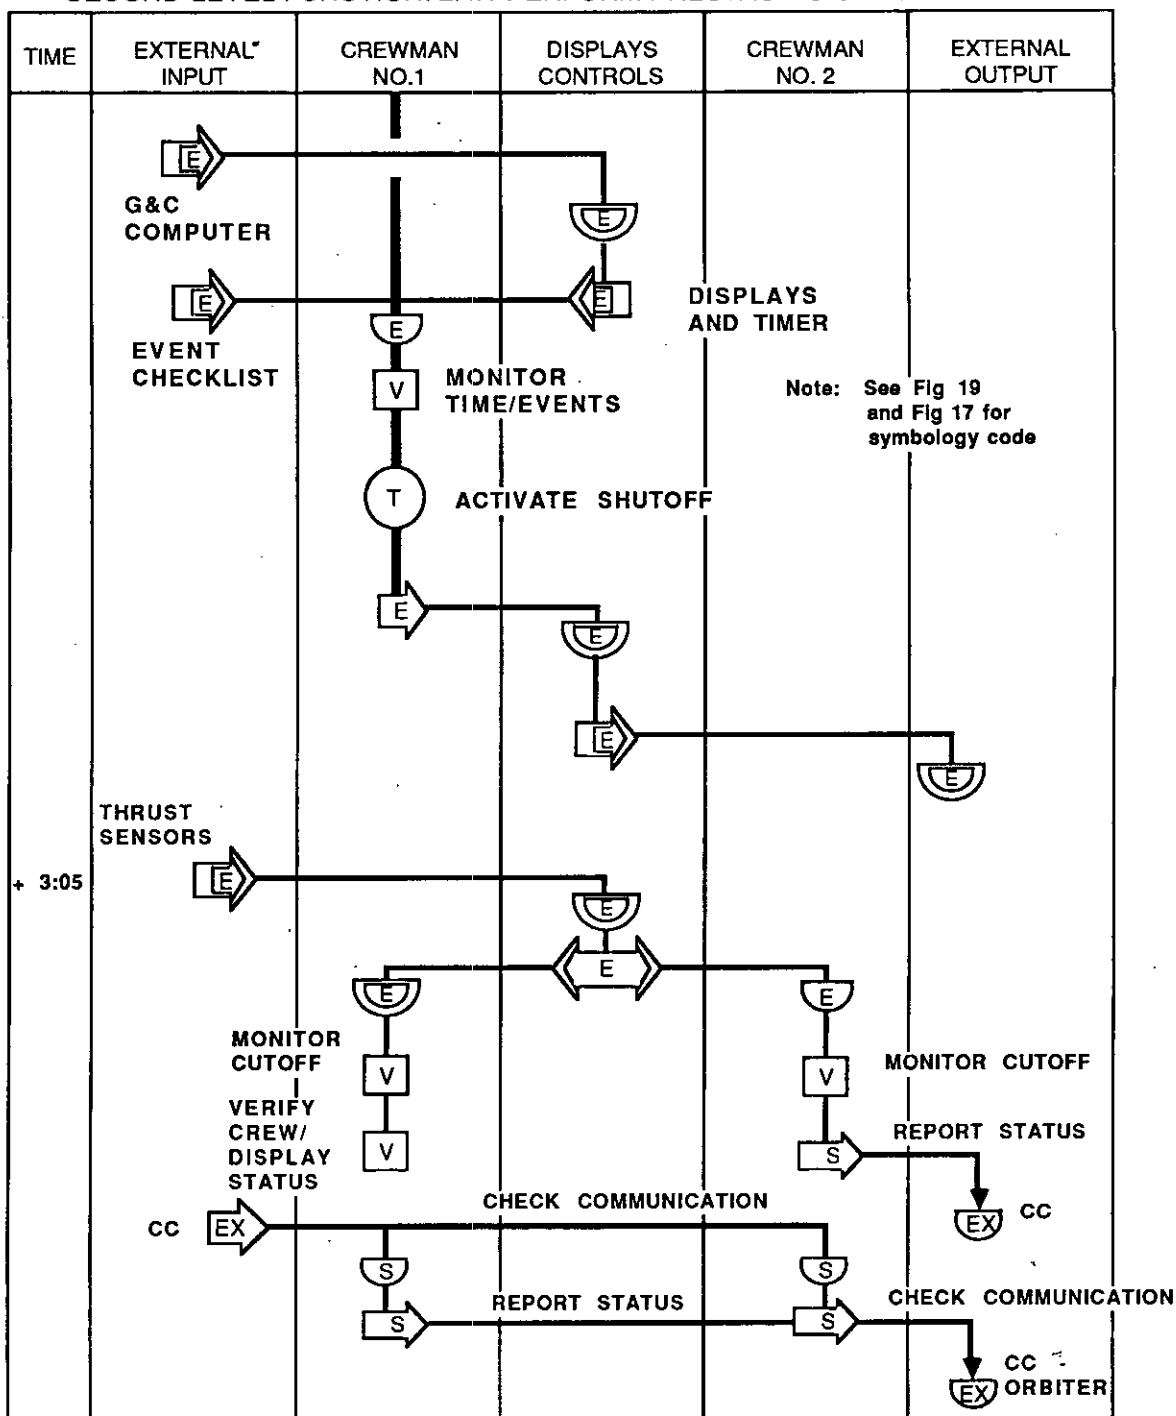 TIME
EXTERNAL
INPUT
CREWMAN
NO.1
DISPLAYS
CONTROLS
CREWMAN
NO. 2
EXTERNAL
OUTPUT
E
G&C
COMPUTER
E
E
E
DISPLAYS
AND TIMER
EVENT
CHECKLIST
E
V
MONITOR
TIME/EVENTS
Note: See Fig 19
and Fig 17 for
symbology code
T
ACTIVATE SHUTOFF
E
E
E
E
THRUST
SENSORS
+ 3:05
E
E
E
E
E
MONITOR
CUTOFF
V
V
MONITOR CUTOFF
VERIFY
CREW/
DISPLAY
STATUS
V
S
REPORT STATUS
EX
CC
CC
EX
CHECK COMMUNICATION
S
S
S
REPORT STATUS
S
CHECK COMMUNICATION
EX
CC
ORBITER